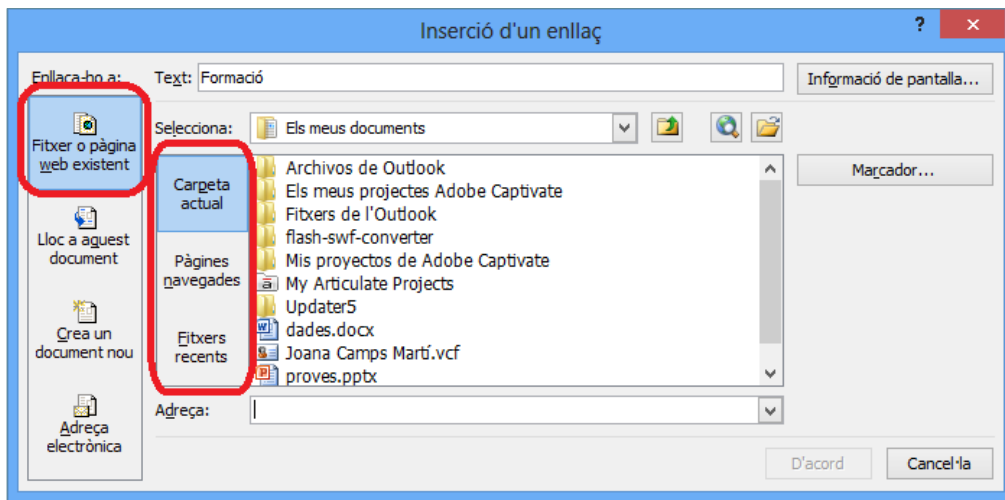 Inserció d'un enllaç
?
Enllaça-ho a:
Text: Formació
Informació de pantalla...
Fitxer o pàgina
web existent
Selecciona:
Els meus documents
Marcador...
Carpeta
actual
Pàgines
navegades
Fitxers
recents
Archivos de Outlook
Els meus projectes Adobe Captivate
Fitxers de l'Outlook
flash-swf-converter
Mis proyectos de Adobe Captivate
My Articulate Projects
Updater5
dades.docx
Joana Camps Martí.vcf
proves.pptx
Lloc a aquest
document
Crea un
document nou
Adreça
electrònica
Adreça:
D'acord
Cancel·la